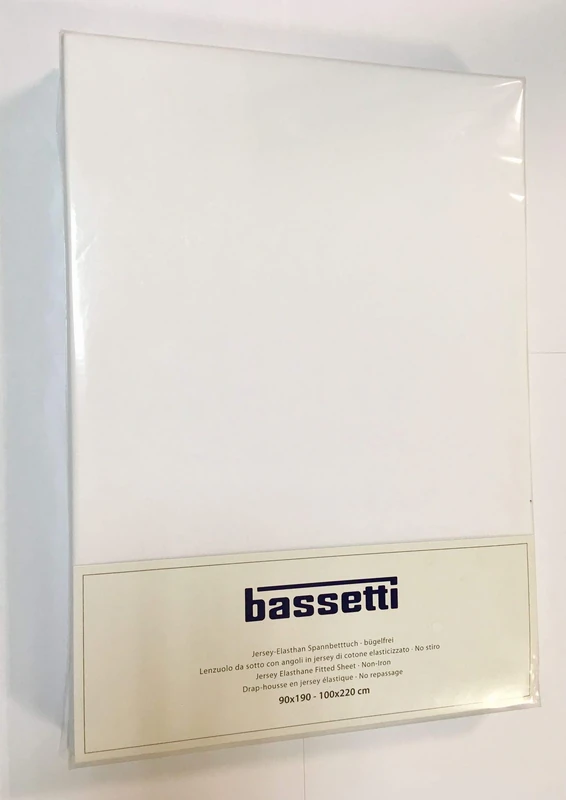 bassetti
Jersey-Elasthan Spannbetttuch - bügelfrei
Lenzuolo da sotto con angoli in jersey di cotone elasticizzato · No stiro
Jersey Elasthane Fitted Sheet · Non-Iron
Drap-housse en jersey élastique · No repassage
90x190 - 100x220 cm